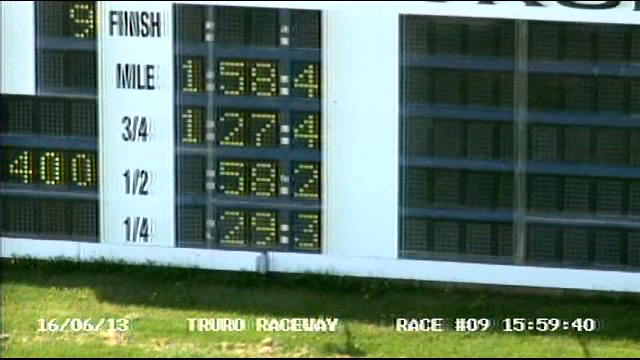 9 FINISH : :
MILE 1:58:4
3/4 1:27:4
400 1/2 :58:2
1/4 :29:2
16/06/13 TRURO RACEWAY RACE #09 15:59:40